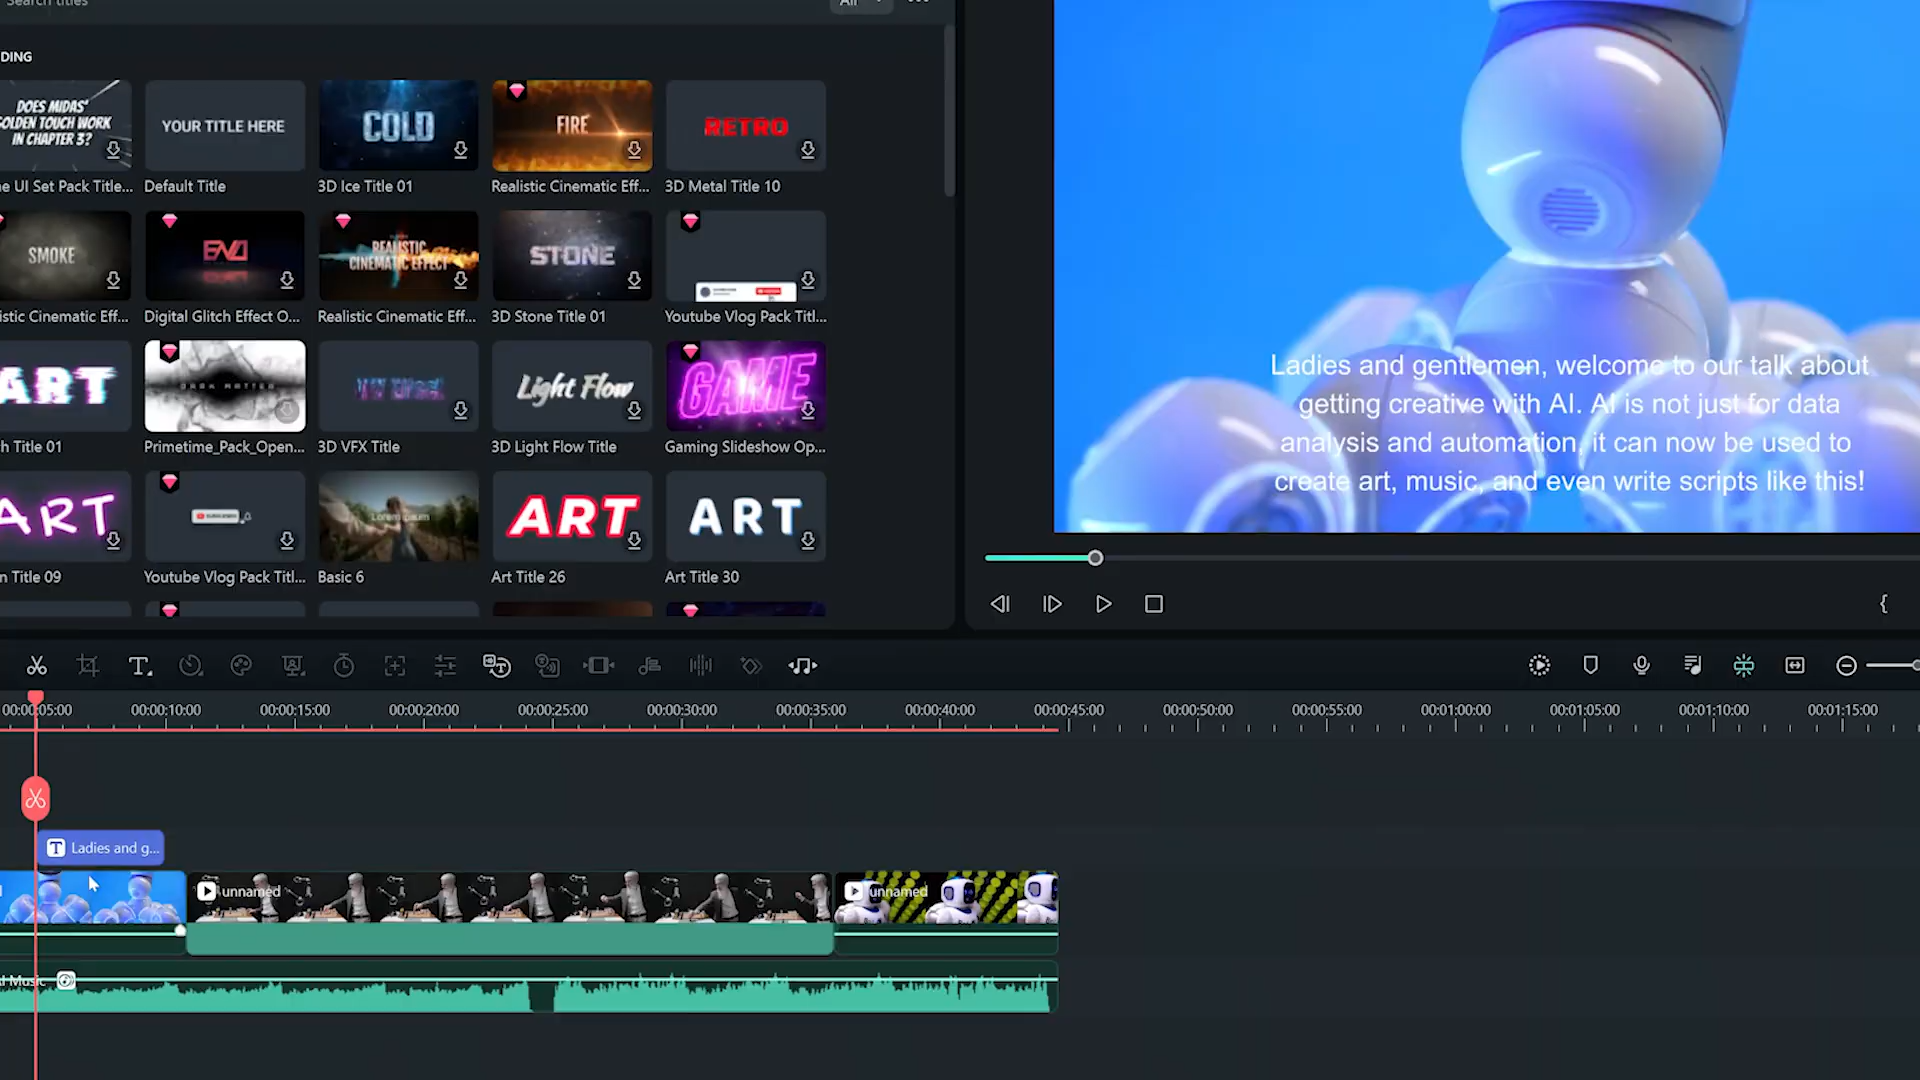 Search titles
All
DING
DOES MIDAS'
OLDEN TOUCH WORK
IN CHAPTER 3?
YOUR TITLE HERE
COLD
FIRE
RETRO
e UI Set Pack Title...
Default Title
3D Ice Title 01
Realistic Cinematic Eff...
3D Metal Title 10
SMOKE
END
REALISTIC
CINEMATIC EFFECT
STONE
istic Cinematic Eff...
Digital Glitch Effect O...
Realistic Cinematic Eff...
3D Stone Title 01
Youtube Vlog Pack Titl...
ART
DARK MATTER
Light Flow
GAME
h Title 01
Primetime_Pack_Open...
3D VFX Title
3D Light Flow Title
Gaming Slideshow Op...
ART
Lorem ipsum
ART
ART
n Title 09
Youtube Vlog Pack Titl...
Basic 6
Art Title 26
Art Title 30
Ladies and gentlemen, welcome to our talk about
getting creative with AI. AI is not just for data
analysis and automation, it can now be used to
create art, music, and even write scripts like this!
00:00:05:00
00:00:10:00
00:00:15:00
00:00:20:00
00:00:25:00
00:00:30:00
00:00:35:00
00:00:40:00
00:00:45:00
00:00:50:00
00:00:55:00
00:01:00:00
00:01:05:00
00:01:10:00
00:01:15:00
Ladies and g...
unnamed
unnamed
I Music